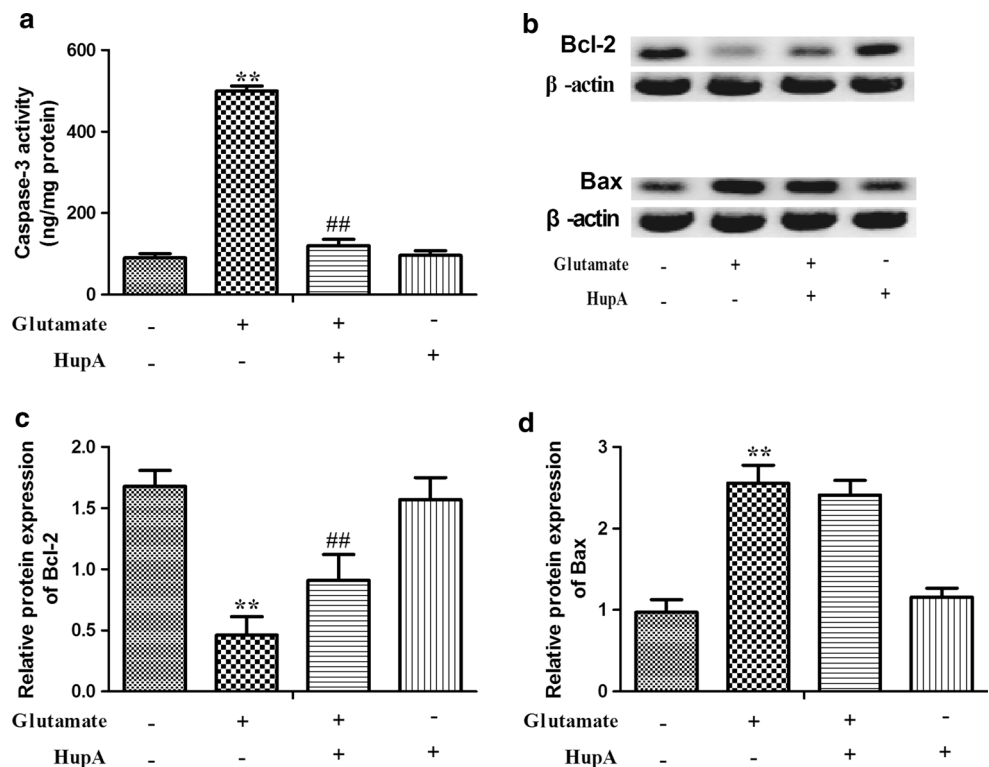 a
Caspase-3 activity
(ng/mg protein)
600
400
200
0
**
##
Glutamate - + + -
HupA - - + +
b
Bcl-2
β -actin
Bax
β -actin
Glutamate - + + -
HupA - - + +
c
Relative protein expression
of Bcl-2
2.0
1.5
1.0
0.5
0.0
**
##
Glutamate - + + -
HupA - - + +
d
Relative protein expression
of Bax
3
2
1
0
**
Glutamate - + + -
HupA - - + +